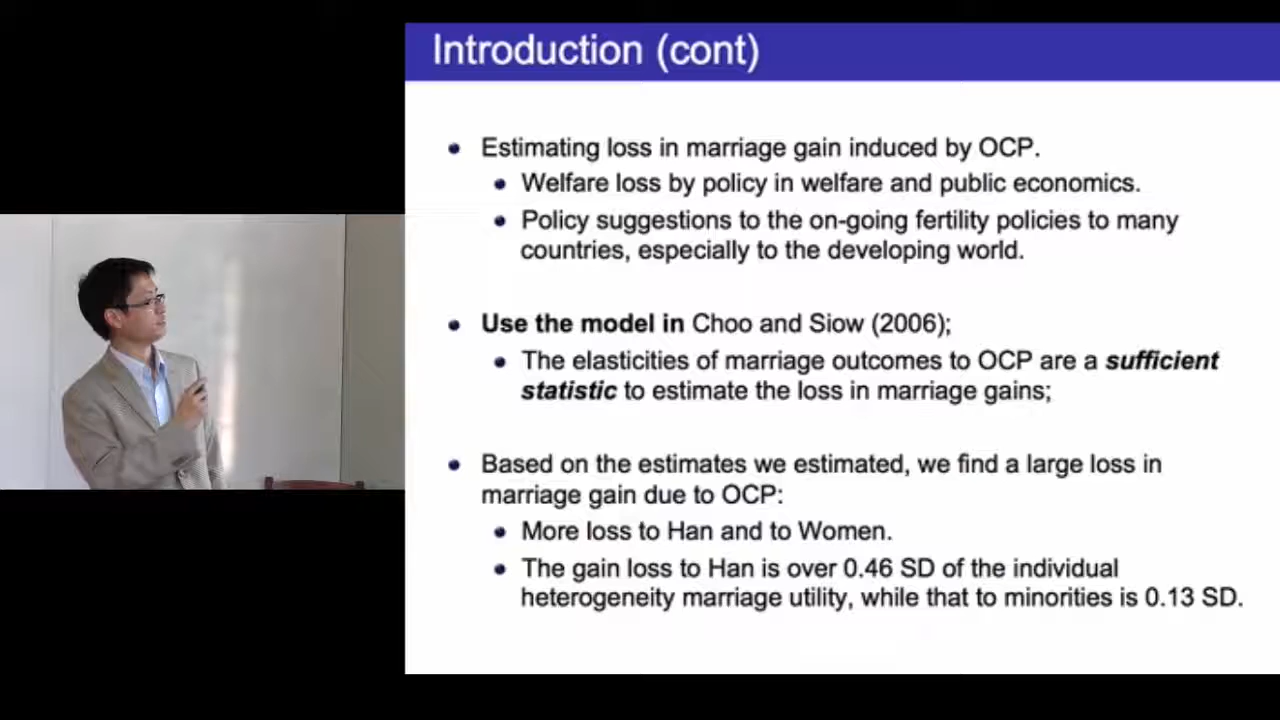 Introduction (cont)
Estimating loss in marriage gain induced by OCP.
Welfare loss by policy in welfare and public economics.
Policy suggestions to the on-going fertility policies to many
countries, especially to the developing world.
Use the model in Choo and Siow (2006);
The elasticities of marriage outcomes to OCP are a sufficient
statistic to estimate the loss in marriage gains;
Based on the estimates we estimated, we find a large loss in
marriage gain due to OCP:
More loss to Han and to Women.
The gain loss to Han is over 0.46 SD of the individual
heterogeneity marriage utility, while that to minorities is 0.13 SD.